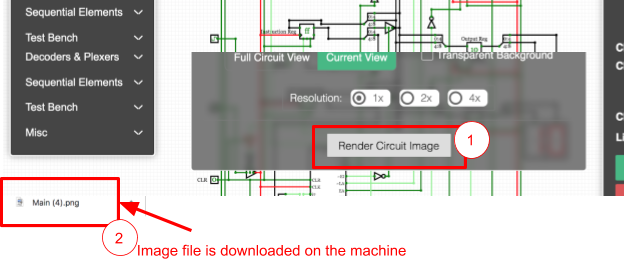 Sequential Elements
Test Bench
Decoders & Plexers
Sequential Elements
Test Bench
Misc
Instruction Reg
ff
Output Reg
Full Circuit View
Current View
Transparent Background
Resolution:
1x
2x
4x
Render Circuit Image
1
CLR
CLR
Main (4).png
2
Image file is downloaded on the machine